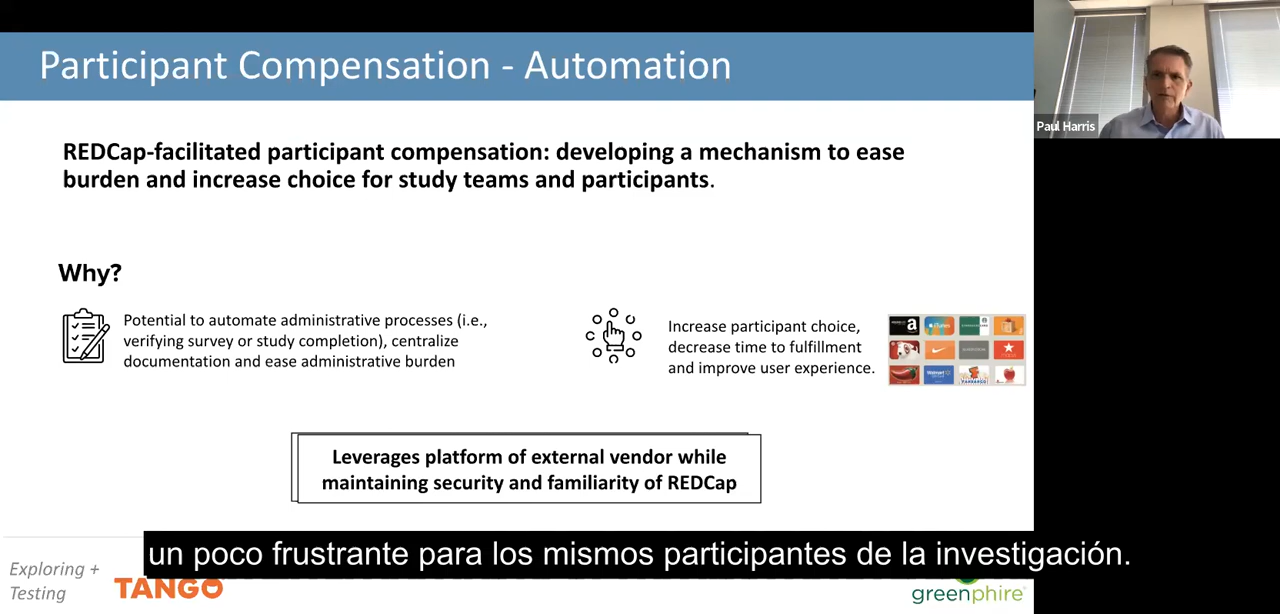 Participant Compensation - Automation
Paul Harris
REDCap-facilitated participant compensation: developing a mechanism to ease
burden and increase choice for study teams and participants.
Why?
Potential to automate administrative processes (i.e.,
verifying survey or study completion), centralize
documentation and ease administrative burden
Increase participant choice,
decrease time to fulfillment
and improve user experience.
Leverages platform of external vendor while
maintaining security and familiarity of REDCap
un poco frustrante para los mismos participantes de la investigación.
Exploring +
Testing
TANGO
greenphire